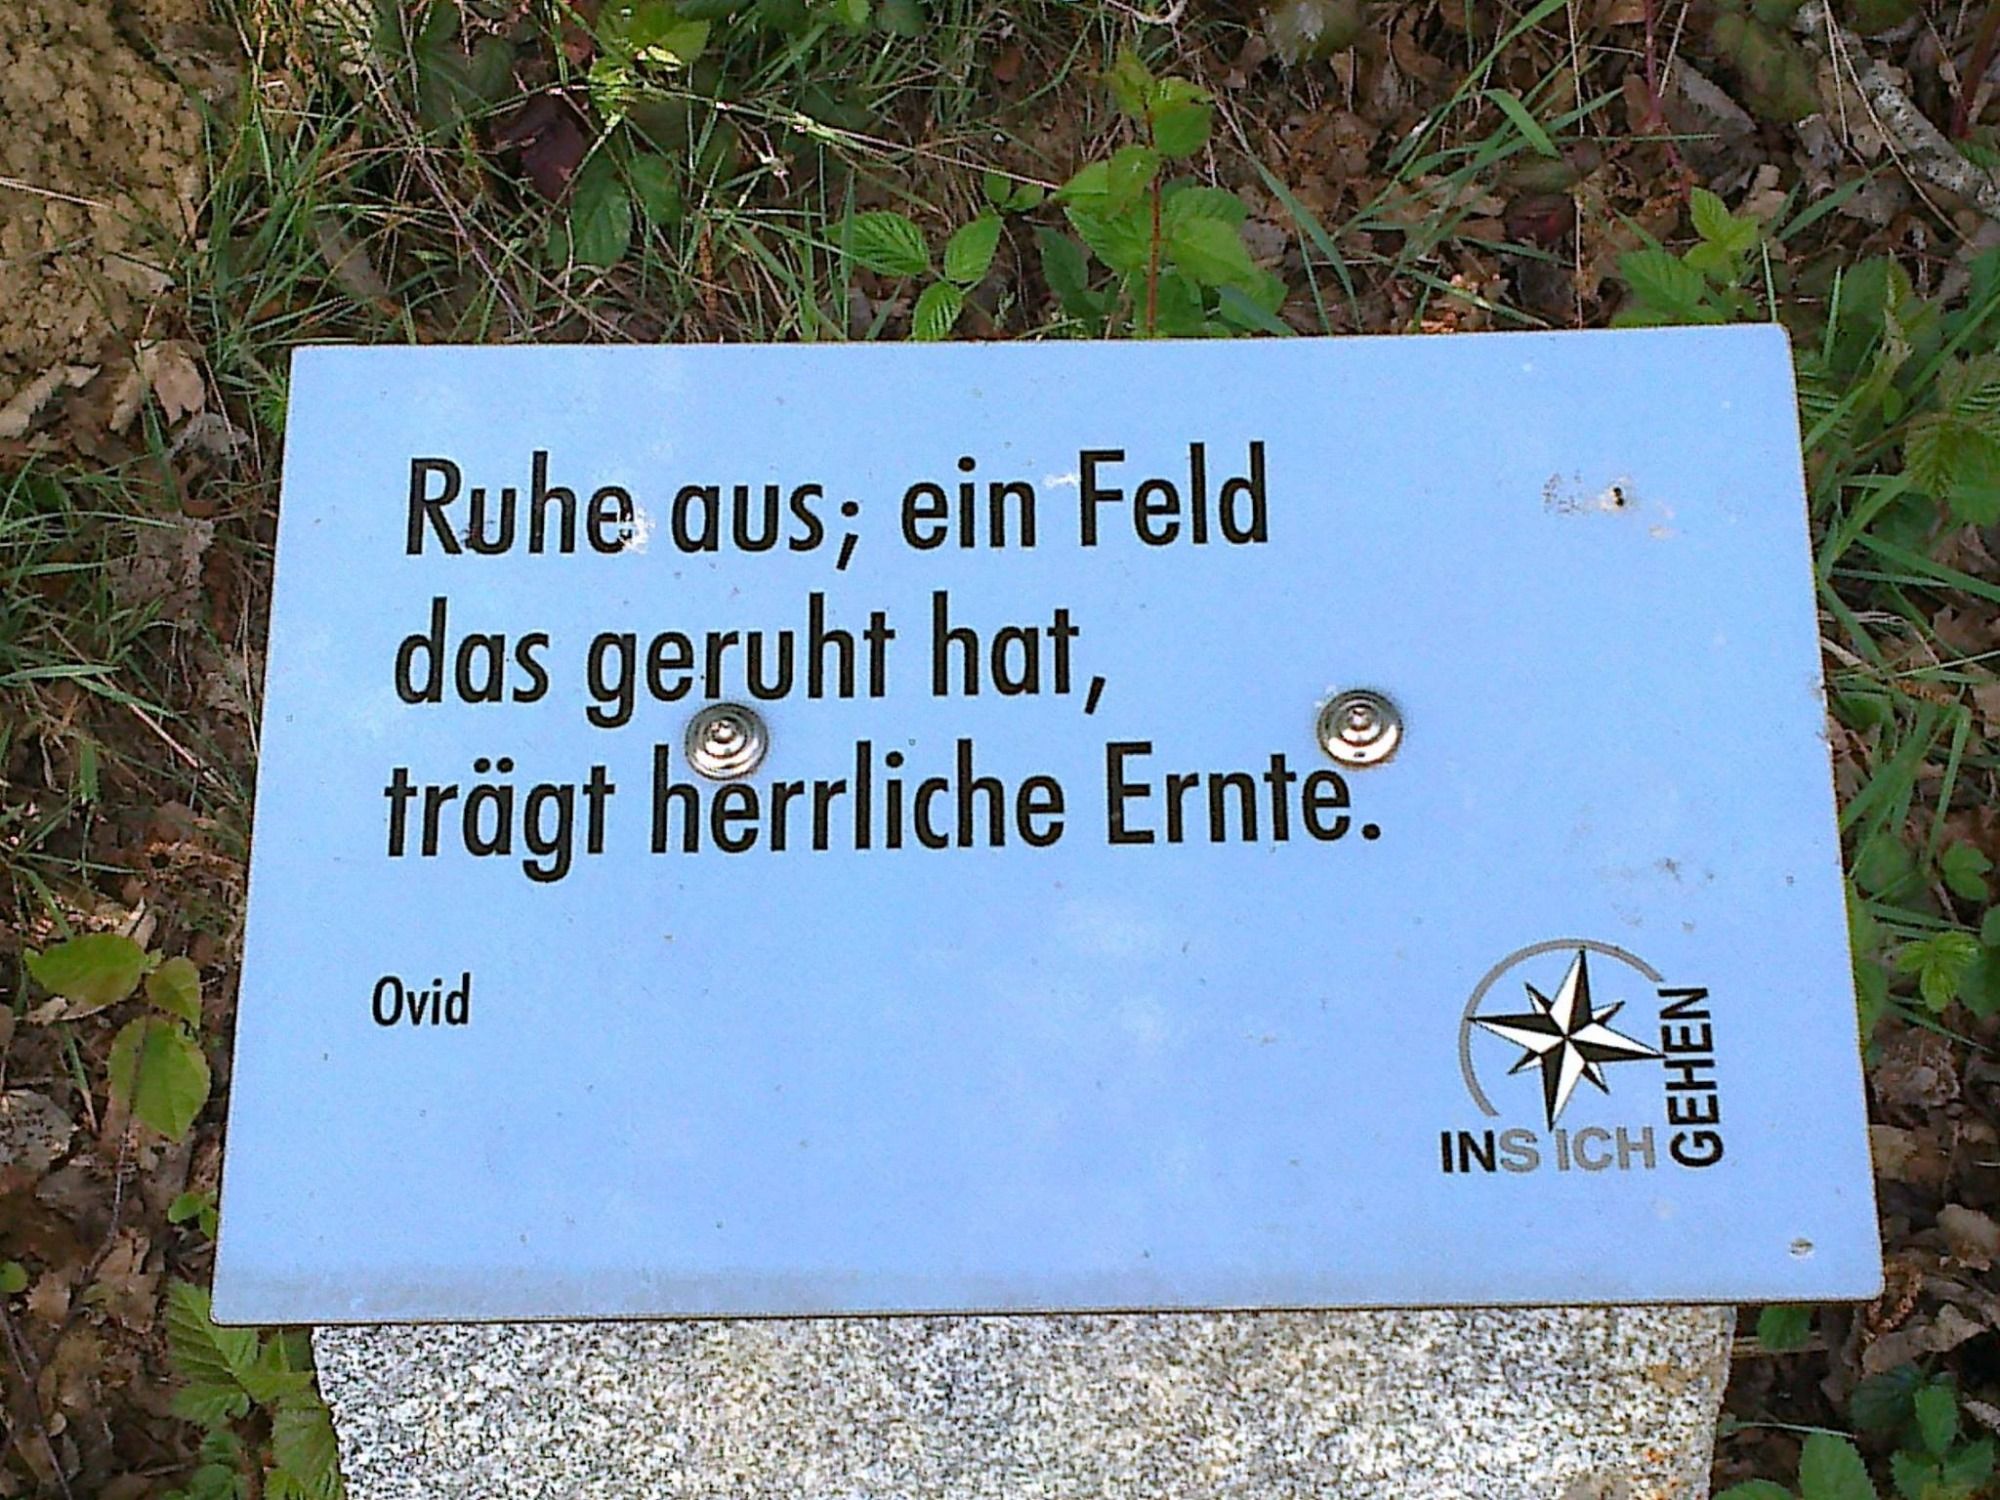 Ruhe aus; ein Feld
das geruht hat,
trägt herrliche Ernte.
Ovid
INS ICH
GEHEN